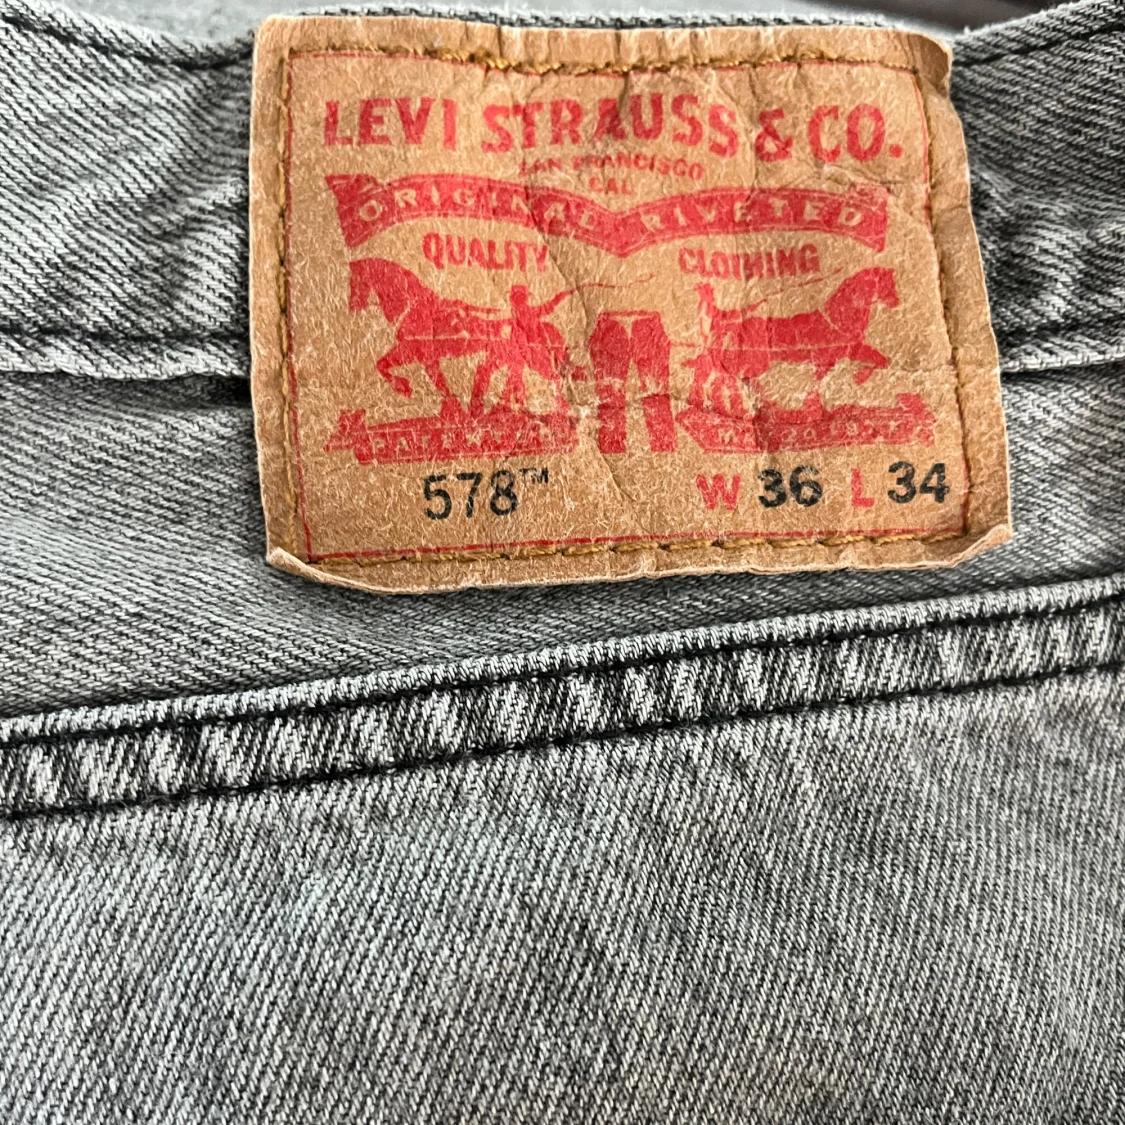 LEVI STRAUSS & CO.
SAN FRANCISCO
CAL
ORIGINAL RIVETED
QUALITY CLOTHING
578™ W 36 L 34